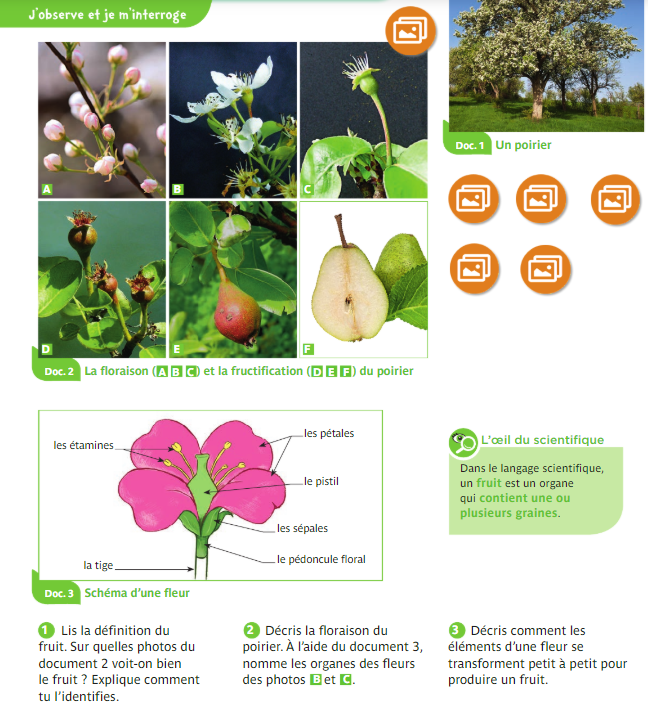 J'observe et je m'interroge
A
B
C
D
E
F
Doc. 1 Un poirier
Doc. 2 La floraison (A B C) et la fructification (D E F) du poirier
les étamines
les pétales
le pistil
les sépales
le pédoncule floral
la tige
Doc. 3 Schéma d'une fleur
L'œil du scientifique
Dans le langage scientifique,
un fruit est un organe
qui contient une ou
plusieurs graines.
1 Lis la définition du
fruit. Sur quelles photos du
document 2 voit-on bien
le fruit ? Explique comment
tu l'identifies.
2 Décris la floraison du
poirier. À l'aide du document 3,
nomme les organes des fleurs
des photos B et C.
3 Décris comment les
éléments d'une fleur se
transforment petit à petit pour
produire un fruit.